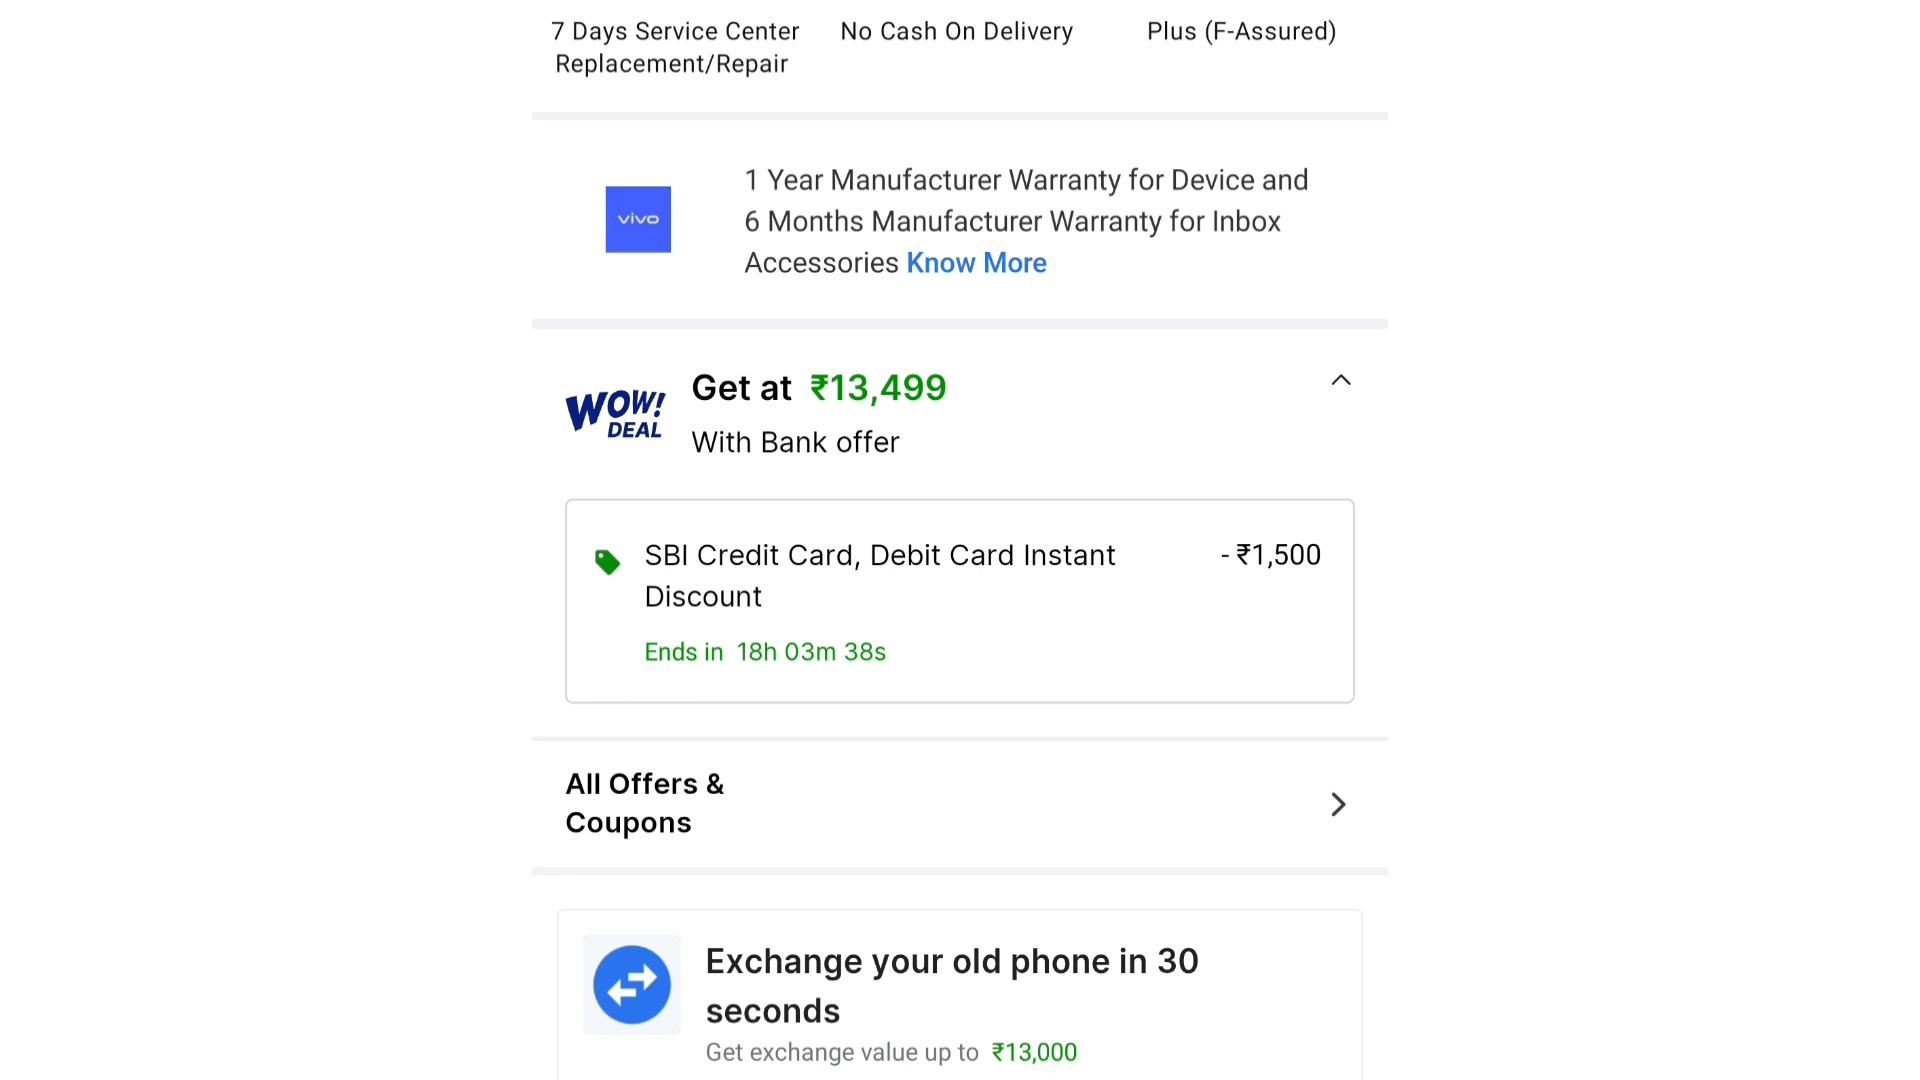 7 Days Service Center
Replacement/Repair
No Cash On Delivery
Plus (F-Assured)
vivo
1 Year Manufacturer Warranty for Device and
6 Months Manufacturer Warranty for Inbox
Accessories Know More
WOW!
DEAL
Get at ₹13,499
With Bank offer
SBI Credit Card, Debit Card Instant
Discount
- ₹1,500
Ends in 18h 03m 38s
All Offers &
Coupons
Exchange your old phone in 30
seconds
Get exchange value up to ₹13,000